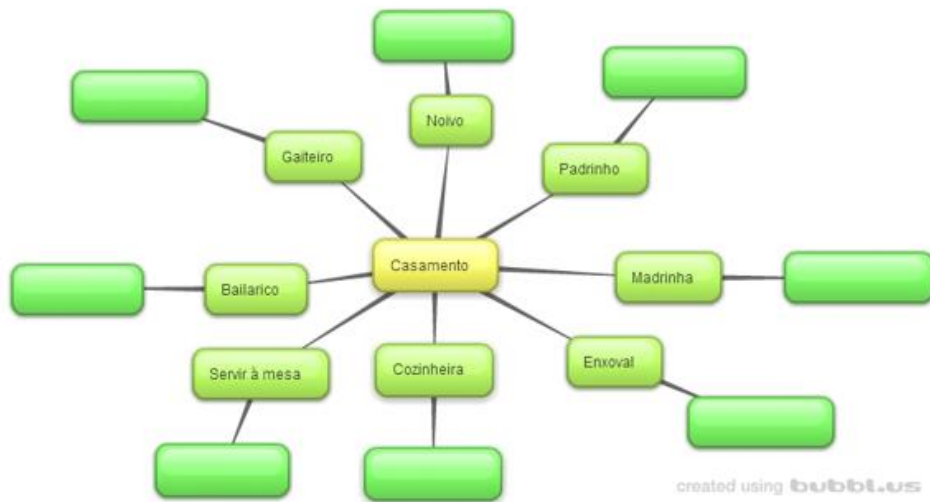 Noivo
Gaiteiro
Padrinho
Casamento
Madrinha
Bailarico
Servir à mesa
Cozinheira
Enxoval
created using bubbl.us